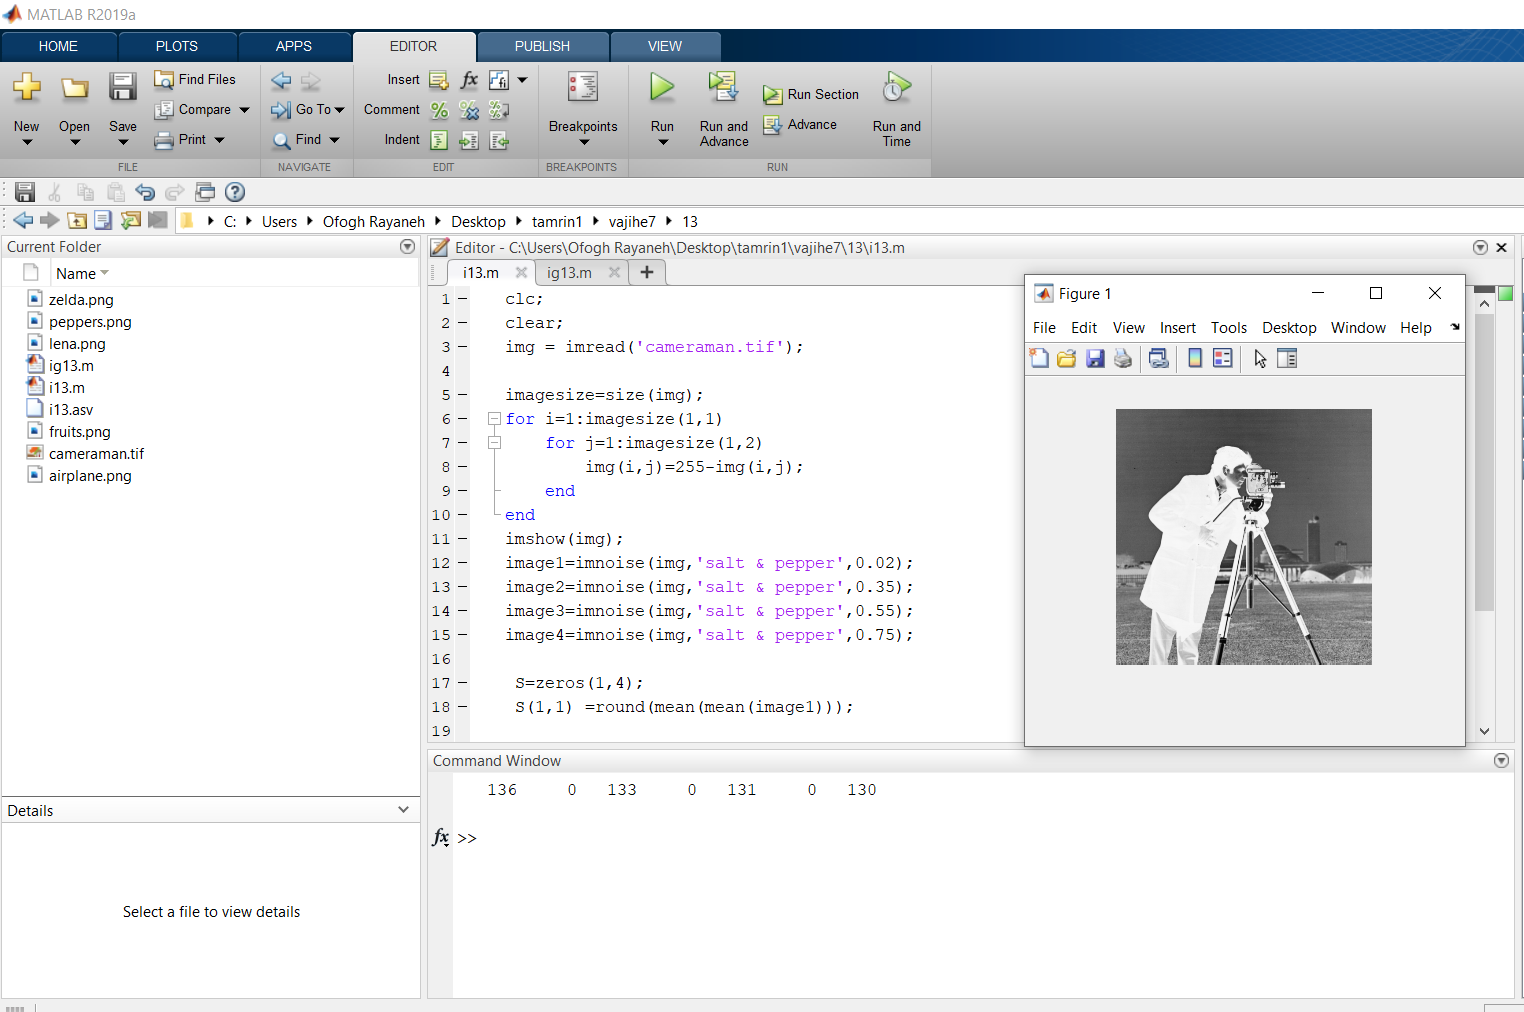 MATLAB R2019a
HOME PLOTS APPS EDITOR PUBLISH VIEW
New Open Save
Find Files
Compare
Print
FILE
Go To
Find
NAVIGATE
Insert fx fi
Comment
Indent
EDIT
Breakpoints
BREAKPOINTS
Run
Run and Advance
Run Section
Advance
Run and Time
RUN
C: Users Ofogh Rayaneh Desktop tamrin1 vajihe7 13
Current Folder
Name
zelda.png
peppers.png
lena.png
ig13.m
i13.m
i13.asv
fruits.png
cameraman.tif
airplane.png
Details
Select a file to view details
Editor - C:\Users\Ofogh Rayaneh\Desktop\tamrin1\vajihe7\13\i13.m
i13.m ig13.m
1 clc;
2 clear;
3 img = imread('cameraman.tif');
4
5 imagesize=size(img);
6 for i=1:imagesize(1,1)
7 for j=1:imagesize(1,2)
8 img(i,j)=255-img(i,j);
9 end
10 end
11 imshow(img);
12 image1=imnoise(img,'salt & pepper',0.02);
13 image2=imnoise(img,'salt & pepper',0.35);
14 image3=imnoise(img,'salt & pepper',0.55);
15 image4=imnoise(img,'salt & pepper',0.75);
16
17 S=zeros(1,4);
18 S(1,1) =round(mean(mean(image1)));
19
Figure 1
File Edit View Insert Tools Desktop Window Help
Command Window
136 0 133 0 131 0 130
fx >>